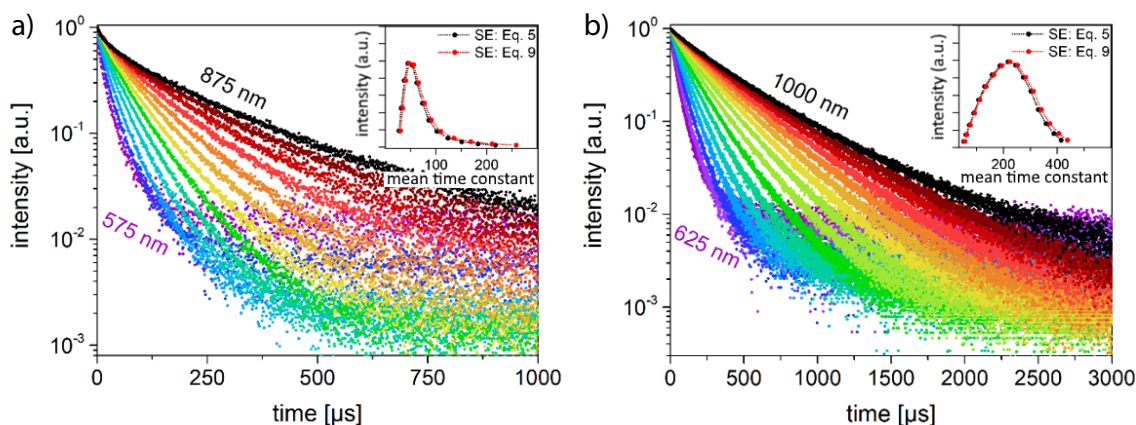 a)
intensity [a.u.]
10⁰
10⁻¹
10⁻²
10⁻³
875 nm
575 nm
0
250
500
750
1000
time [µs]
SE: Eq. 5
SE: Eq. 9
intensity (a.u.)
100
200
mean time constant
b)
intensity [a.u.]
10⁰
10⁻¹
10⁻²
10⁻³
1000 nm
625 nm
0
500
1000
1500
2000
2500
3000
time [µs]
SE: Eq. 5
SE: Eq. 9
intensity (a.u.)
200
400
mean time constant